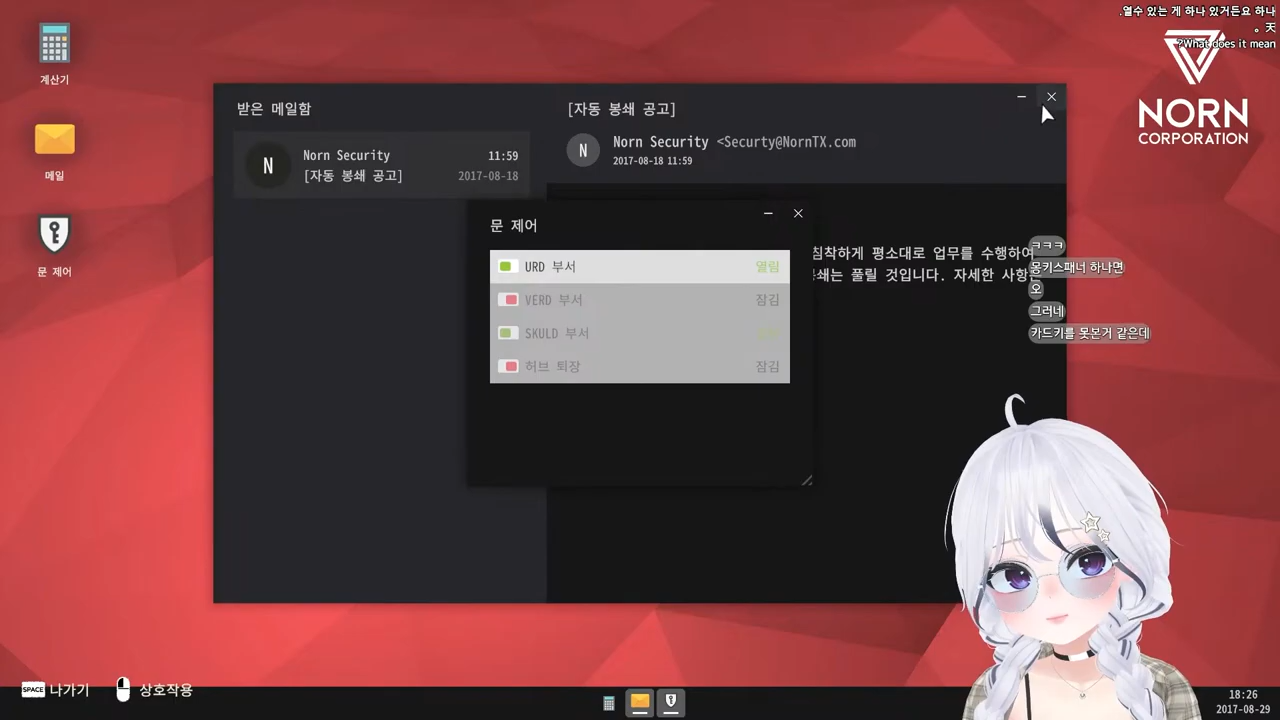 .열수 있는 게 하나 있거든요 하나
。天
?What does it mean
NORN
CORPORATION
계산기
메일
문 제어
받은 메일함
N
Norn Security
11:59
[자동 봉쇄 공고]
2017-08-18
[자동 봉쇄 공고]
N
Norn Security <Securty@NornTX.com
2017-08-18 11:59
침착하게 평소대로 업무를 수행하여
쇄는 풀릴 것입니다. 자세한 사항은
문 제어
URD 부서 열림
VERD 부서 잠김
SKULD 부서
허브 퇴장 잠김
ㅋㅋㅋ
몽키스패너 하나면
오
그러네
카드키를 못본거 같은데
SPACE 나가기
상호작용
18:26
2017-08-29